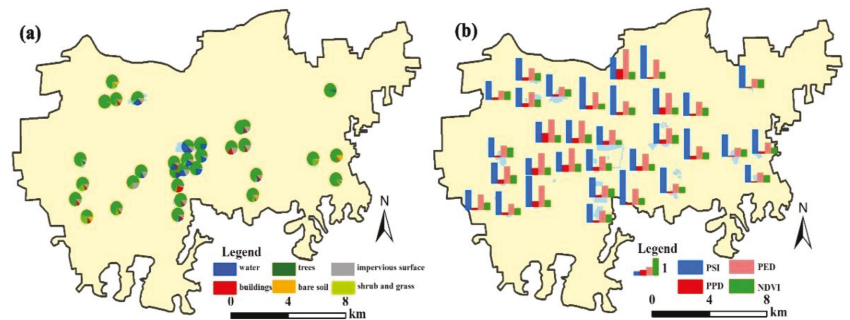 (a)
N
Legend
water
trees
impervious surface
buildings
bare soil
shrub and grass
0 4 8
km
(b)
N
Legend
1
PSI
PED
PPD
NDVI
0 4 8
km